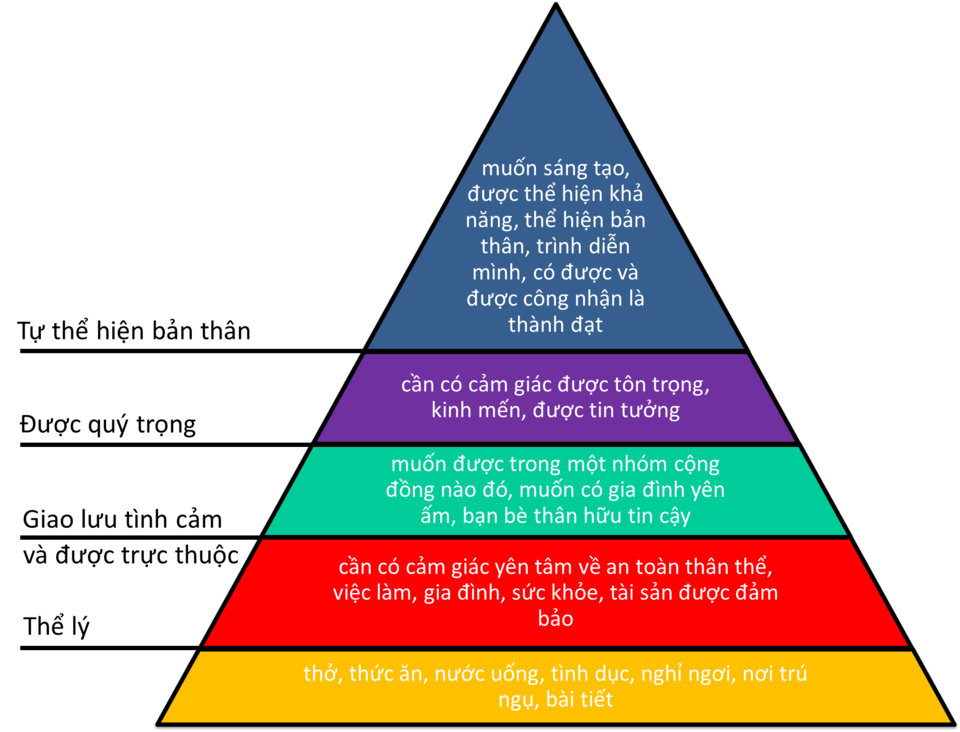 muốn sáng tạo,
được thể hiện khả
năng, thể hiện bản
thân, trình diễn
mình, có được và
được công nhận là
thành đạt
Tự thể hiện bản thân
cần có cảm giác được tôn trọng,
kinh mến, được tin tưởng
Được quý trọng
muốn được trong một nhóm cộng
đồng nào đó, muốn có gia đình yên
ấm, bạn bè thân hữu tin cậy
Giao lưu tình cảm
và được trực thuộc
cần có cảm giác yên tâm về an toàn thân thể,
việc làm, gia đình, sức khỏe, tài sản được đảm
bảo
Thể lý
thở, thức ăn, nước uống, tình dục, nghỉ ngơi, nơi trú
ngụ, bài tiết